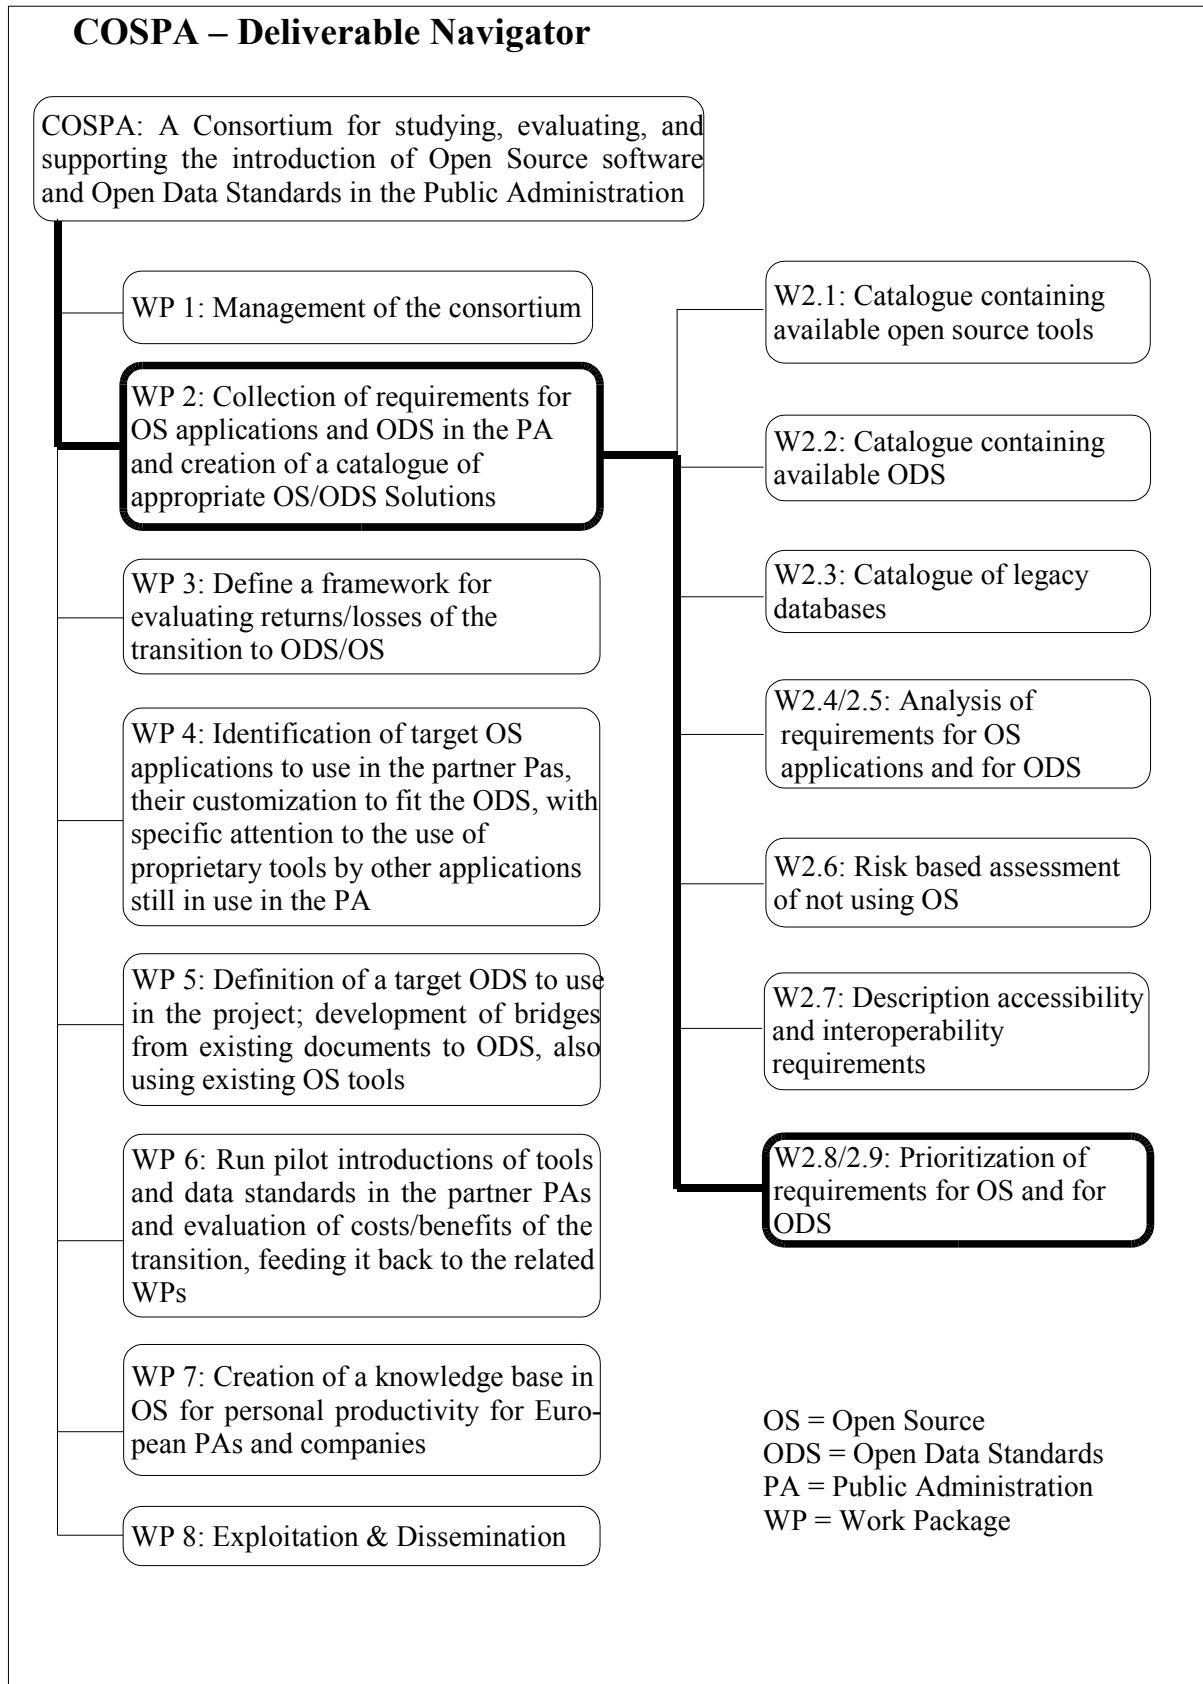 COSPA – Deliverable Navigator
COSPA: A Consortium for studying, evaluating, and
supporting the introduction of Open Source software
and Open Data Standards in the Public Administration
WP 1: Management of the consortium
WP 2: Collection of requirements for
OS applications and ODS in the PA
and creation of a catalogue of
appropriate OS/ODS Solutions
WP 3: Define a framework for
evaluating returns/losses of the
transition to ODS/OS
WP 4: Identification of target OS
applications to use in the partner Pas,
their customization to fit the ODS, with
specific attention to the use of
proprietary tools by other applications
still in use in the PA
WP 5: Definition of a target ODS to use
in the project; development of bridges
from existing documents to ODS, also
using existing OS tools
WP 6: Run pilot introductions of tools
and data standards in the partner PAs
and evaluation of costs/benefits of the
transition, feeding it back to the related
WPs
WP 7: Creation of a knowledge base in
OS for personal productivity for Euro-
pean PAs and companies
WP 8: Exploitation & Dissemination
W2.1: Catalogue containing
available open source tools
W2.2: Catalogue containing
available ODS
W2.3: Catalogue of legacy
databases
W2.4/2.5: Analysis of
requirements for OS
applications and for ODS
W2.6: Risk based assessment
of not using OS
W2.7: Description accessibility
and interoperability
requirements
W2.8/2.9: Prioritization of
requirements for OS and for
ODS
OS = Open Source
ODS = Open Data Standards
PA = Public Administration
WP = Work Package